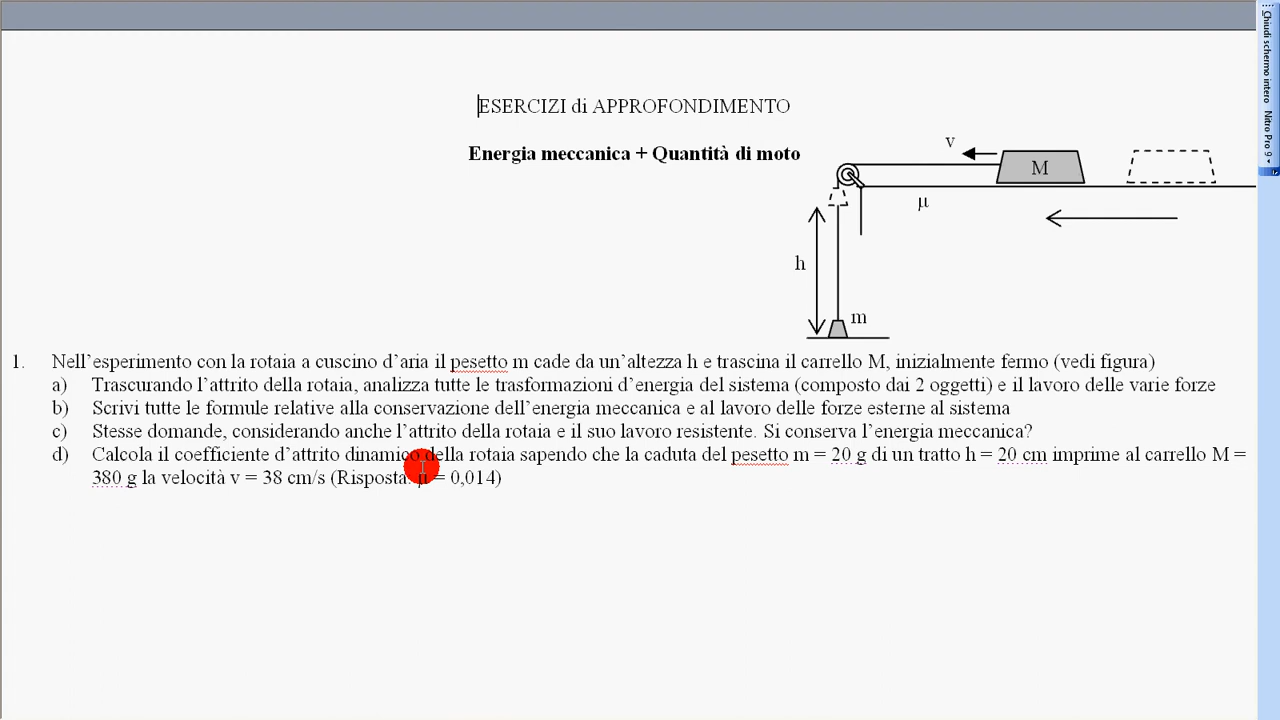 Chiudi schermo intero Nitro Pro 9
ESERCIZI di APPROFONDIMENTO
Energia meccanica + Quantità di moto
v
M
μ
h
m
1. Nell'esperimento con la rotaia a cuscino d'aria il pesetto m cade da un'altezza h e trascina il carrello M, inizialmente fermo (vedi figura)
a) Trascurando l'attrito della rotaia, analizza tutte le trasformazioni d'energia del sistema (composto dai 2 oggetti) e il lavoro delle varie forze
b) Scrivi tutte le formule relative alla conservazione dell'energia meccanica e al lavoro delle forze esterne al sistema
c) Stesse domande, considerando anche l'attrito della rotaia e il suo lavoro resistente. Si conserva l'energia meccanica?
d) Calcola il coefficiente d'attrito dinamico della rotaia sapendo che la caduta del pesetto m = 20 g di un tratto h = 20 cm imprime al carrello M =
380 g la velocità v = 38 cm/s (Risposta: μ = 0,014)